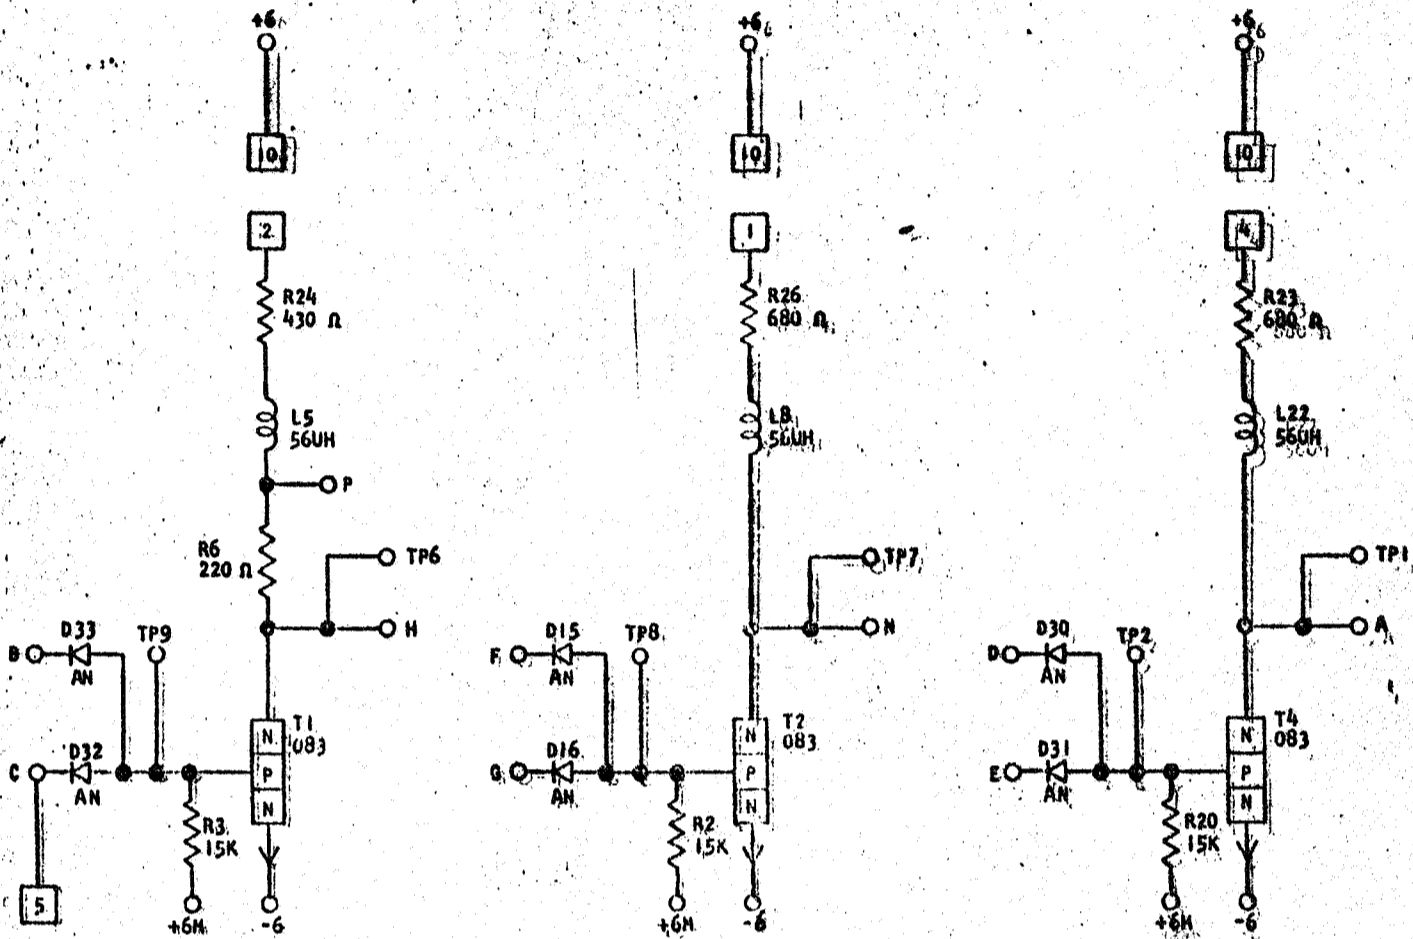 +6 +6 +6
10 10 10
2 1 4
R24 R26 R23
430 Ω 680 Ω 680 Ω
L5 L8 L22
56UH 56UH 56UH
P
R6
220 Ω
TP6 TP7 TP1
H N A
D33 TP9 D15 TP8 D30 TP2
B F D
AN AN AN
T1 T2 T4
083 083 083
N N N
C D32 G D16 E D31
P P P
AN AN AN
N N N
R3 R2 R20
15K 15K 15K
5
+6M -6 +6M -6 +6M -6